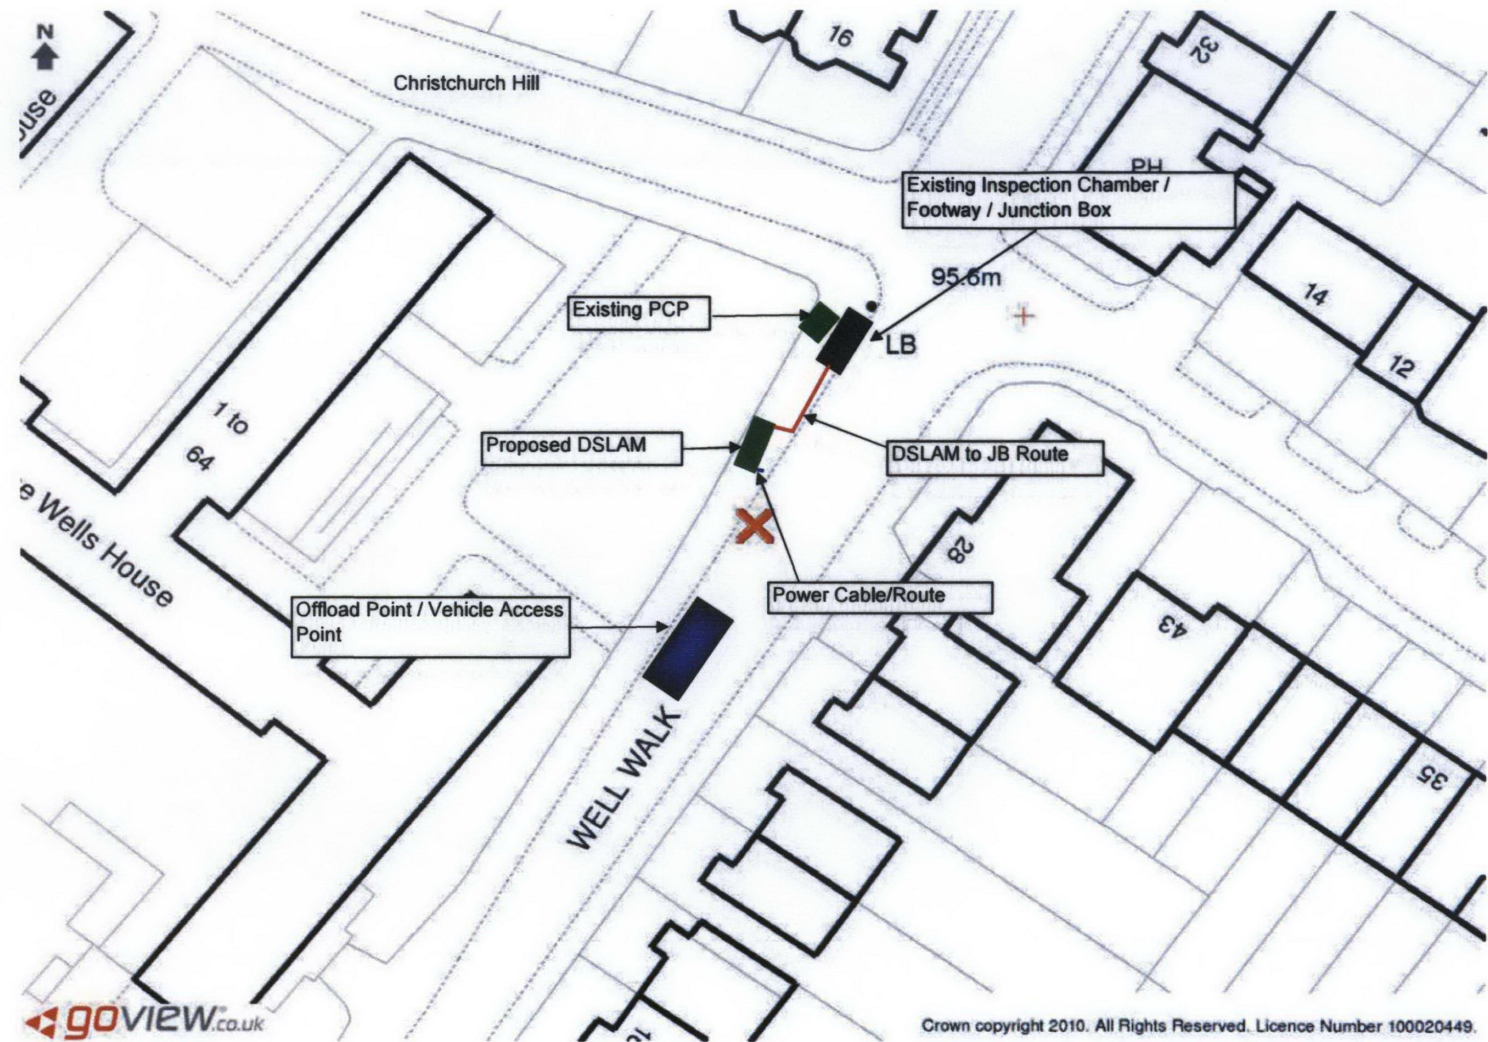 N
16
32
Christchurch Hill
PH
Existing Inspection Chamber /
Footway / Junction Box
95.6m
14
Existing PCP
LB
12
1 to
64
Proposed DSLAM
DSLAM to JB Route
e Wells House
28
Power Cable/Route
Offload Point / Vehicle Access
Point
43
WELL WALK
35
goview.co.uk
Crown copyright 2010. All Rights Reserved. Licence Number 100020449.